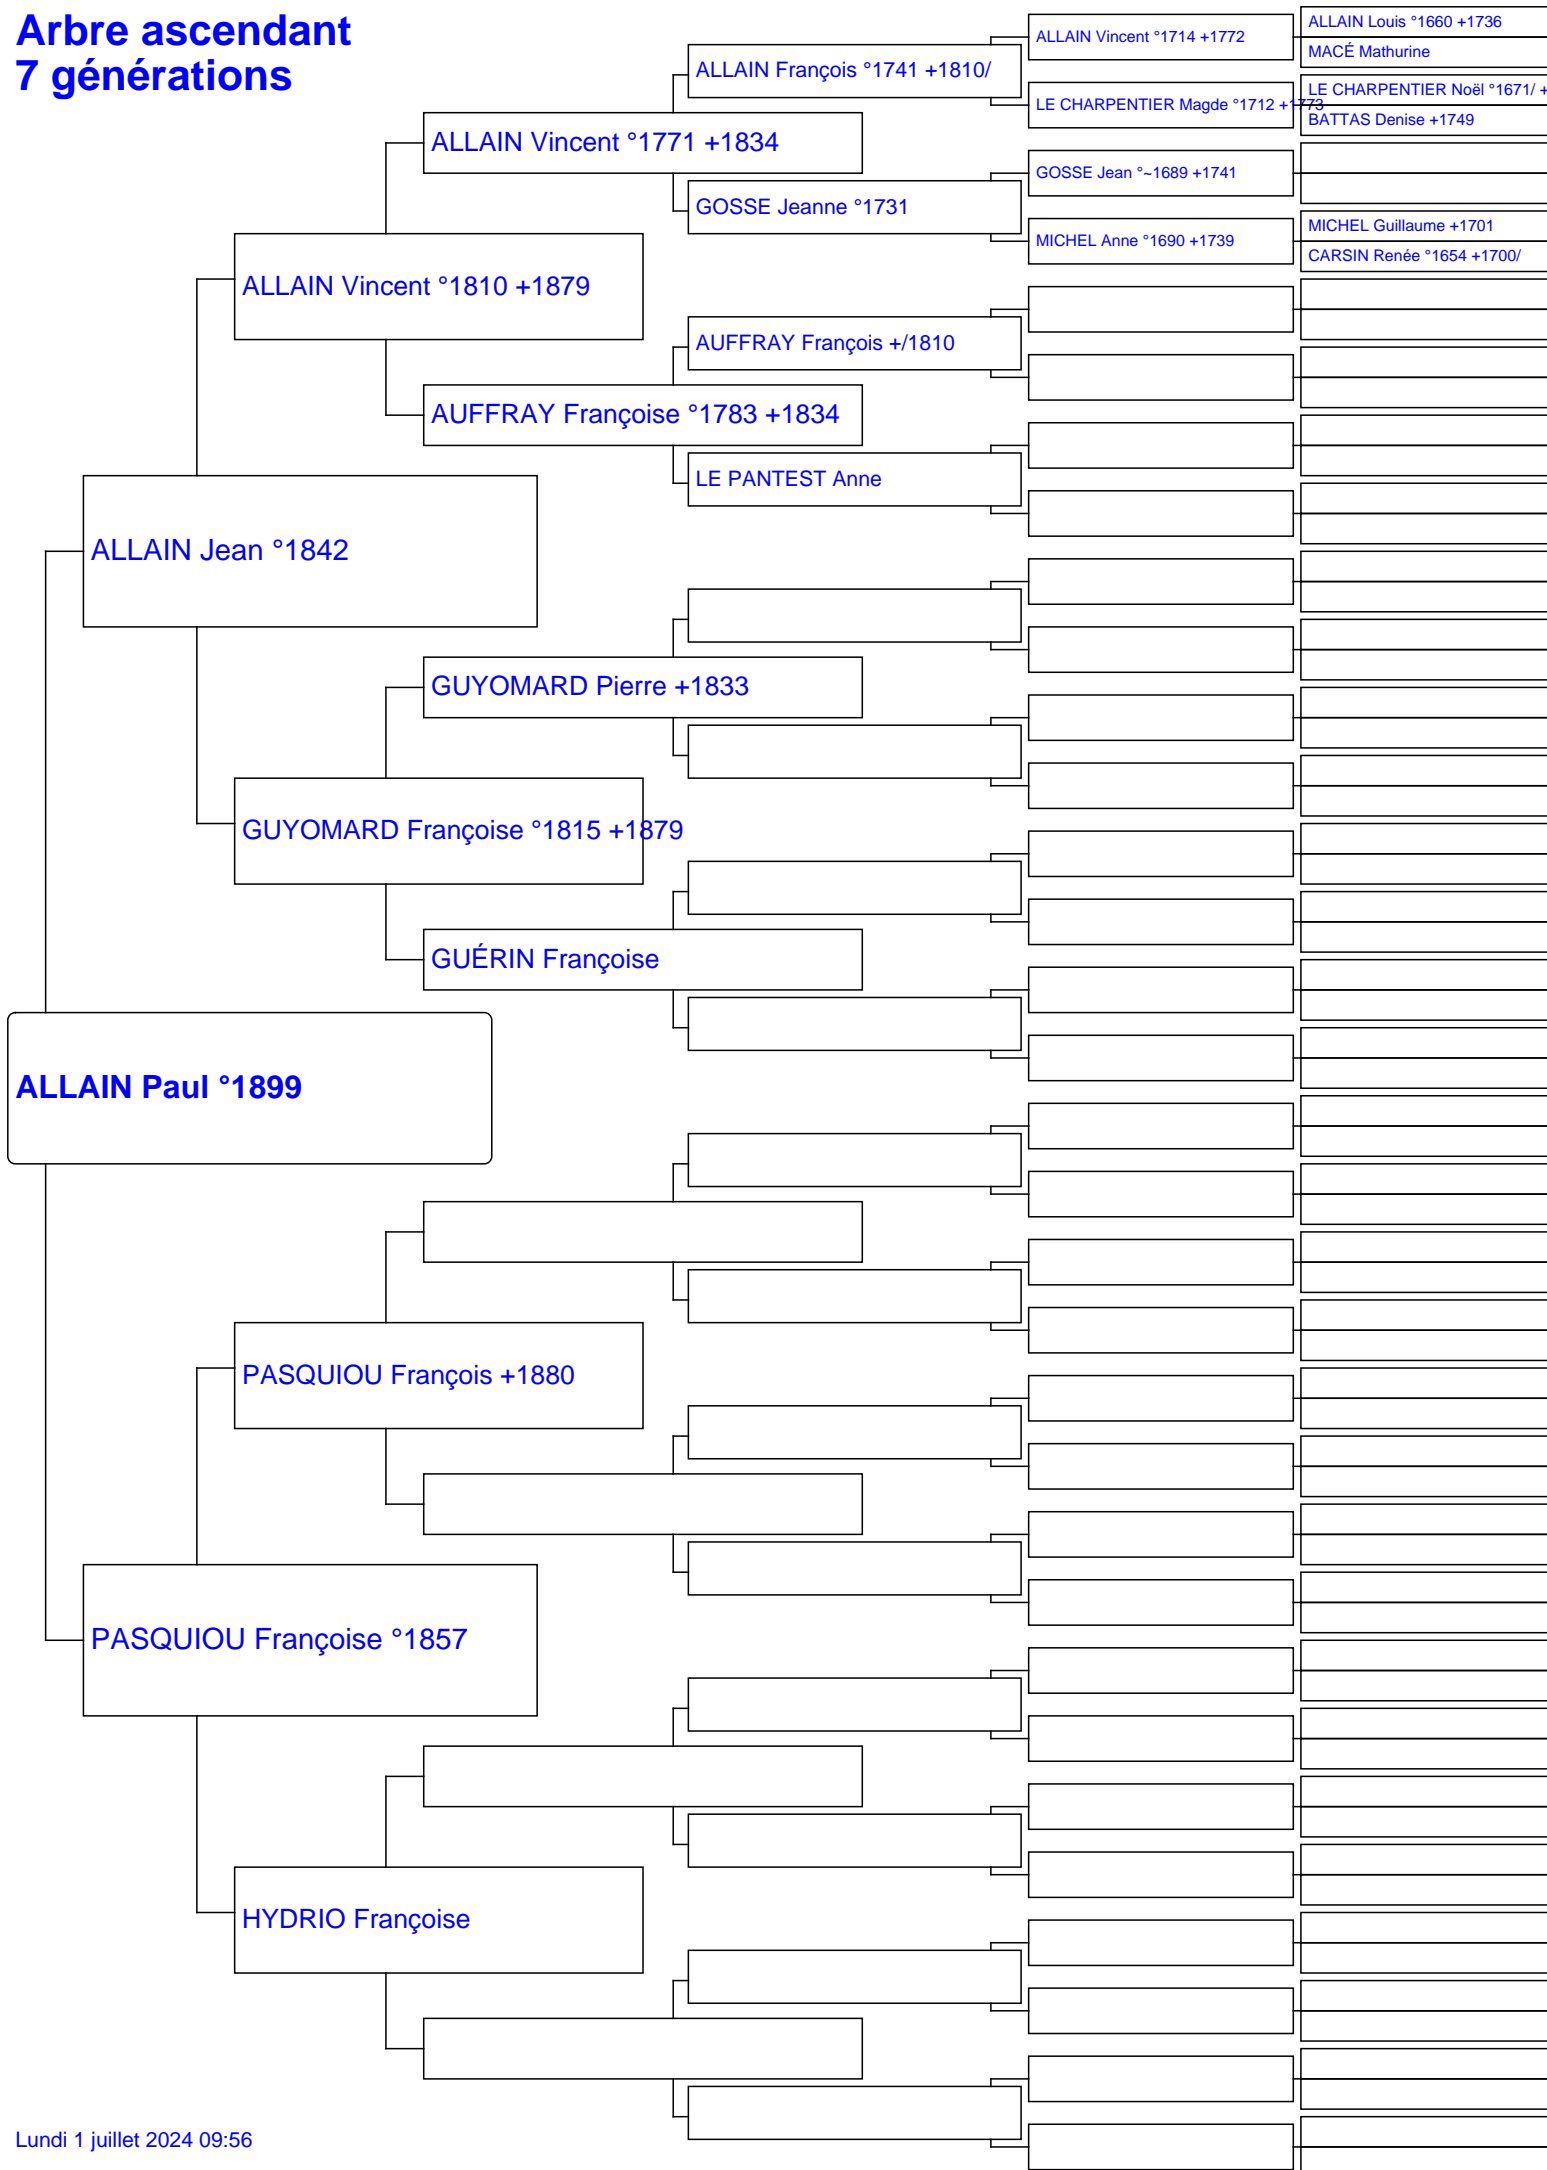 Arbre ascendant
7 générations
ALLAIN Louis °1660 +1736
ALLAIN Vincent °1714 +1772
MACÉ Mathurine
ALLAIN François °1741 +1810/
LE CHARPENTIER Noël °1671/ +
LE CHARPENTIER Magde °1712 +1773
BATTAS Denise +1749
ALLAIN Vincent °1771 +1834
GOSSE Jean °~1689 +1741
GOSSE Jeanne °1731
MICHEL Guillaume +1701
MICHEL Anne °1690 +1739
CARSIN Renée °1654 +1700/
ALLAIN Vincent °1810 +1879
AUFFRAY François +/1810
AUFFRAY Françoise °1783 +1834
LE PANTEST Anne
ALLAIN Jean °1842
GUYOMARD Pierre +1833
GUYOMARD Françoise °1815 +1879
GUÉRIN Françoise
ALLAIN Paul °1899
PASQUIOU François +1880
PASQUIOU Françoise °1857
HYDRIO Françoise
Lundi 1 juillet 2024 09:56